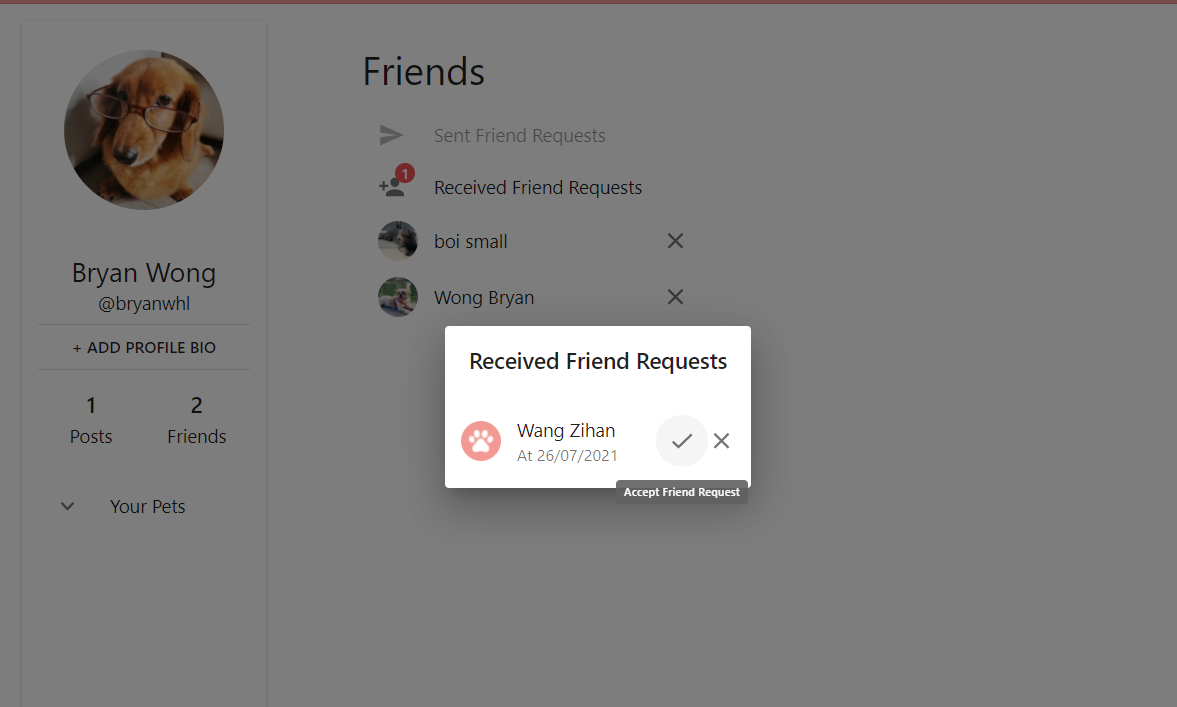 Friends
Sent Friend Requests
1
Received Friend Requests
boi small
Wong Bryan
Bryan Wong
@bryanwhl
+ ADD PROFILE BIO
1 2
Posts Friends
Your Pets
Received Friend Requests
Wang Zihan
At 26/07/2021
Accept Friend Request